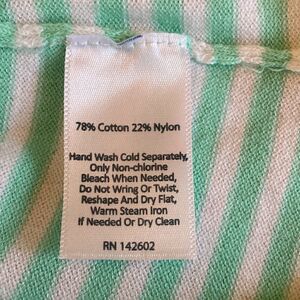 78% Cotton 22% Nylon
Hand Wash Cold Separately,
Only Non-chlorine
Bleach When Needed,
Do Not Wring Or Twist,
Reshape And Dry Flat,
Warm Steam Iron
If Needed Or Dry Clean
RN 142602